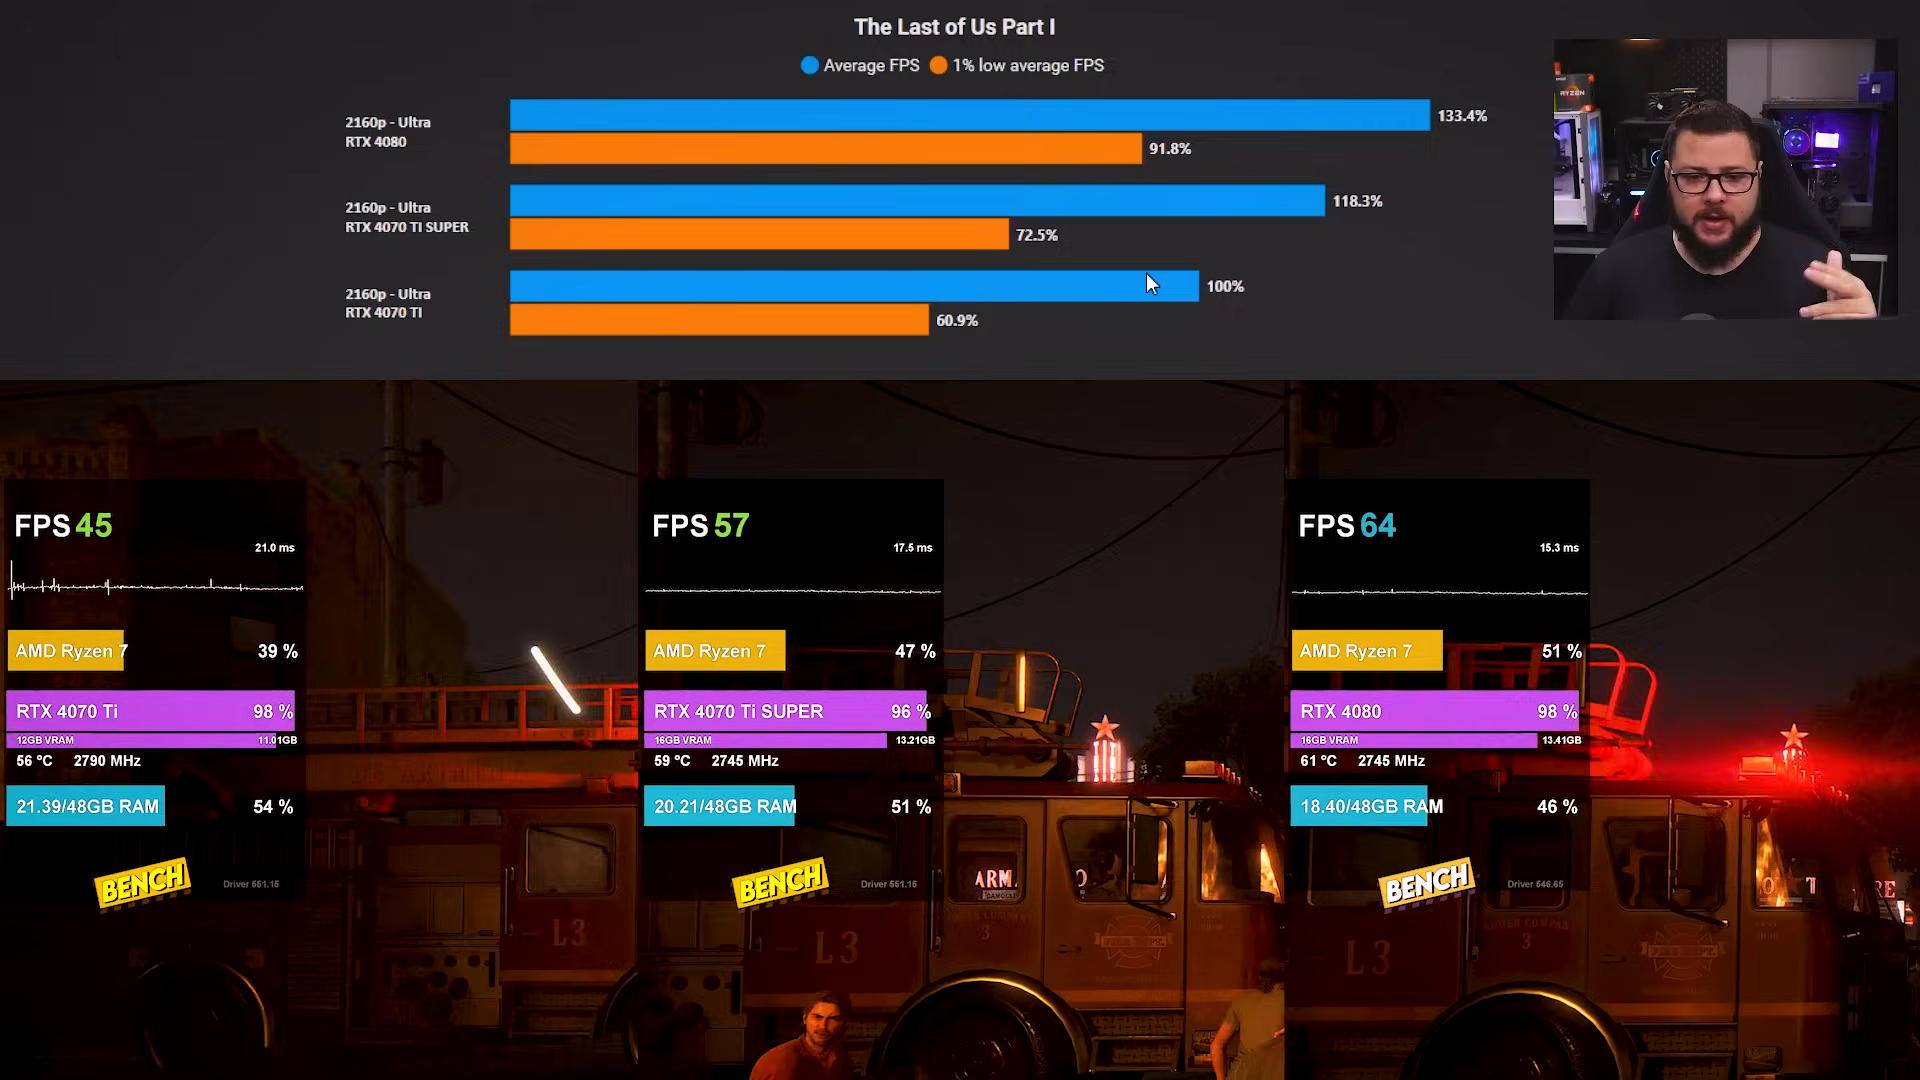 The Last of Us Part I
Average FPS 1% low average FPS
2160p - Ultra
RTX 4080
133.4%
91.8%
2160p - Ultra
RTX 4070 TI SUPER
118.3%
72.5%
2160p - Ultra
RTX 4070 TI
100%
60.9%
RYZEN
FPS 45
21.0 ms
AMD Ryzen 7 39 %
RTX 4070 Ti 98 %
12GB VRAM 11.01GB
56 °C 2790 MHz
21.39/48GB RAM 54 %
BENCH
Driver 551.15
FPS 57
17.5 ms
AMD Ryzen 7 47 %
RTX 4070 Ti SUPER 96 %
16GB VRAM 13.21GB
59 °C 2745 MHz
20.21/48GB RAM 51 %
BENCH
Driver 551.15
FPS 64
15.3 ms
AMD Ryzen 7 51 %
RTX 4080 98 %
16GB VRAM 13.41GB
61 °C 2745 MHz
18.40/48GB RAM 46 %
BENCH
Driver 546.65
L3
ARM
L3
3
L3
3